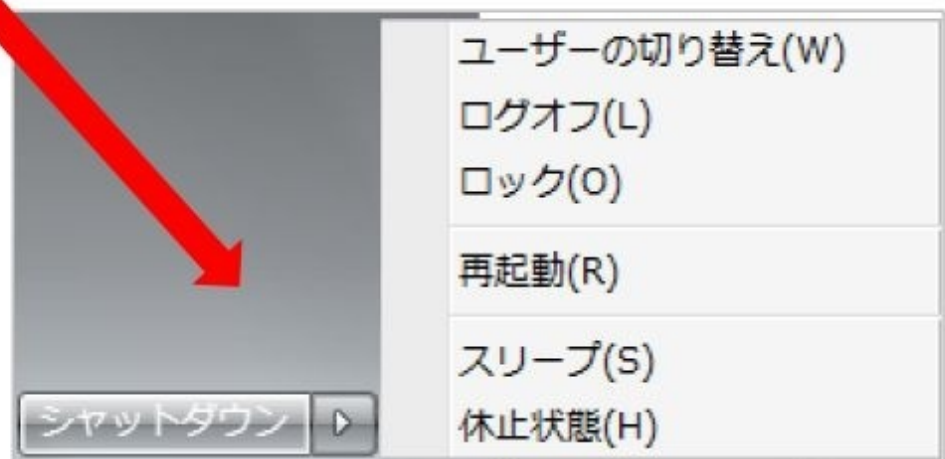 ユーザーの切り替え(W)
ログオフ(L)
ロック(O)
再起動(R)
スリープ(S)
休止状態(H)
シャットダウン